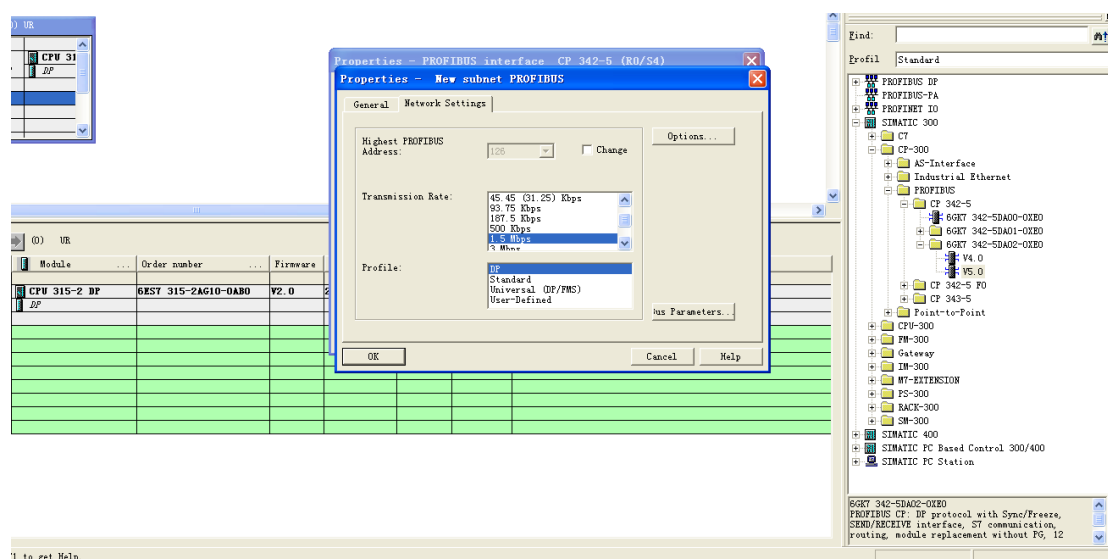 UR
CPU 31
DP
Properties - PROFIBUS interface CP 342-5 (R0/S4)
Properties - New subnet PROFIBUS
General
Network Settings
Highest PROFIBUS
Address:
126
Change
Options...
Transmission Rate:
45.45 (31.25) Kbps
93.75 Kbps
187.5 Kbps
500 Kbps
1.5 Mbps
3 Mbps
Profile:
DP
Standard
Universal (DP/FMS)
User-Defined
us Parameters..
OK
Cancel
Help
(0) UR
Module ...
Order number ...
Firmware
CPU 315-2 DP
6ES7 315-2AG10-0AB0
V2.0
2
DP
Find:
Profil
Standard
PROFIBUS DP
PROFIBUS-PA
PROFINET IO
SIMATIC 300
C7
CP-300
AS-Interface
Industrial Ethernet
PROFIBUS
CP 342-5
6GK7 342-5DA00-0XE0
6GK7 342-5DA01-0XE0
6GK7 342-5DA02-0XE0
V4.0
V5.0
CP 342-5 FO
CP 343-5
Point-to-Point
CPU-300
FM-300
Gateway
IM-300
M7-EXTENSION
PS-300
RACK-300
SM-300
SIMATIC 400
SIMATIC PC Based Control 300/400
SIMATIC PC Station
6GK7 342-5DA02-0XE0
PROFIBUS CP: DP protocol with Sync/Freeze,
SEND/RECEIVE interface, S7 communication,
routing, module replacement without PG, 12
to get Help